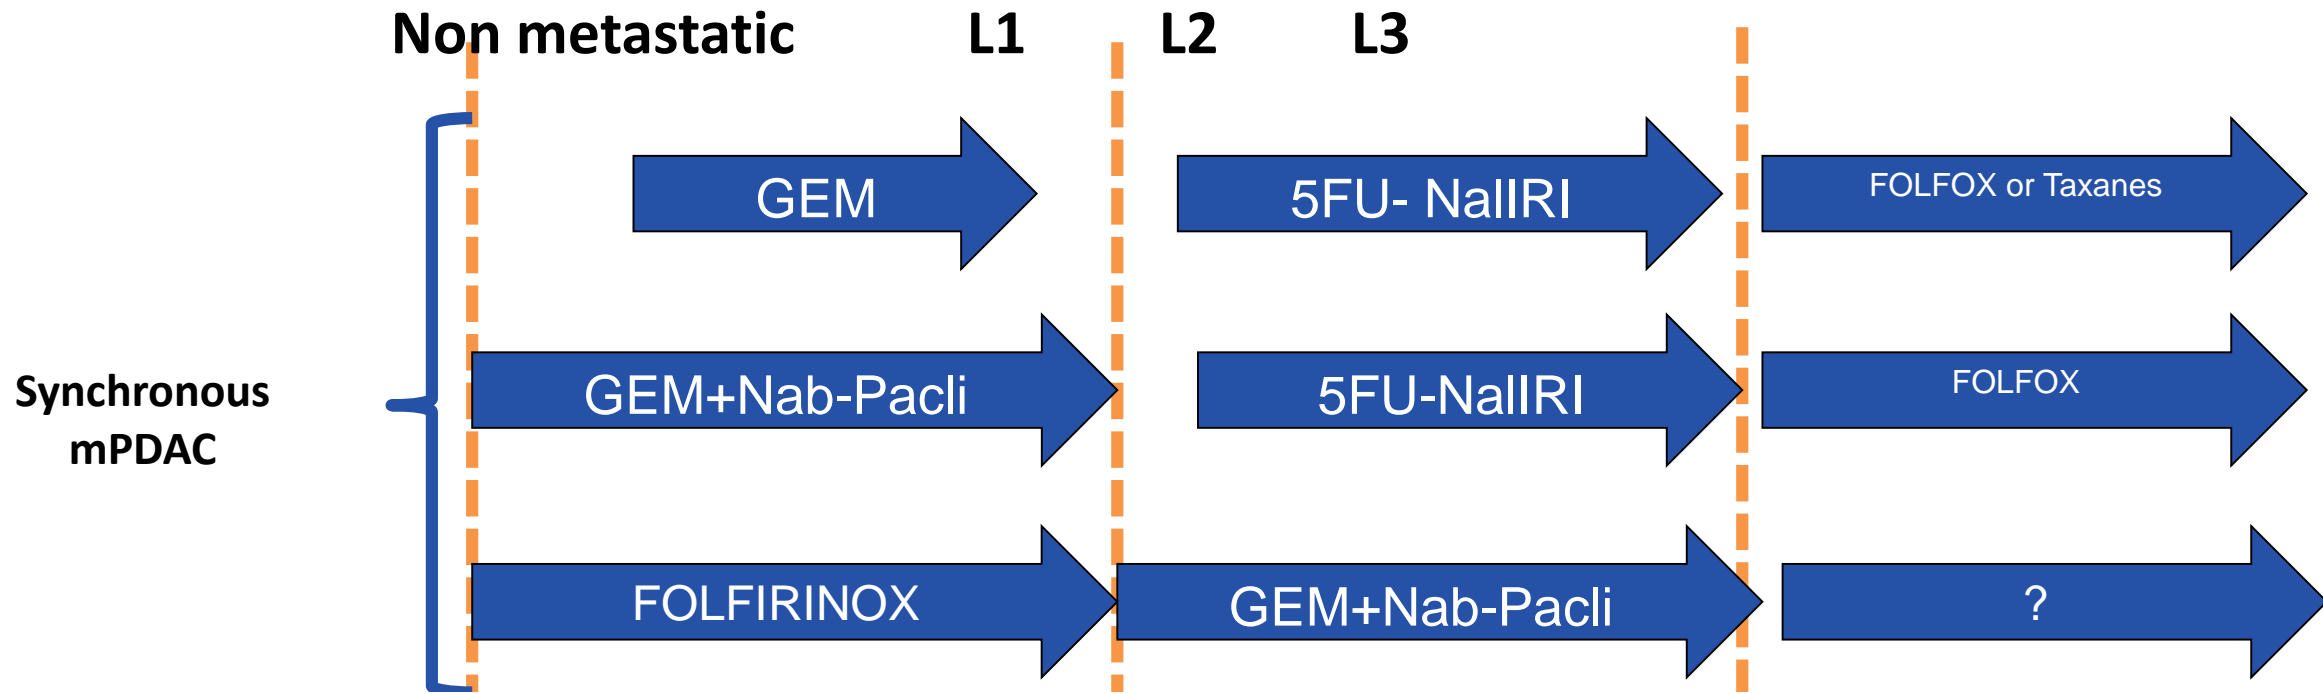 Non metastatic L1 L2 L3
GEM
5FU- NalIRI
FOLFOX or Taxanes
Synchronous
mPDAC
GEM+Nab-Pacli
5FU-NalIRI
FOLFOX
FOLFIRINOX
GEM+Nab-Pacli
?